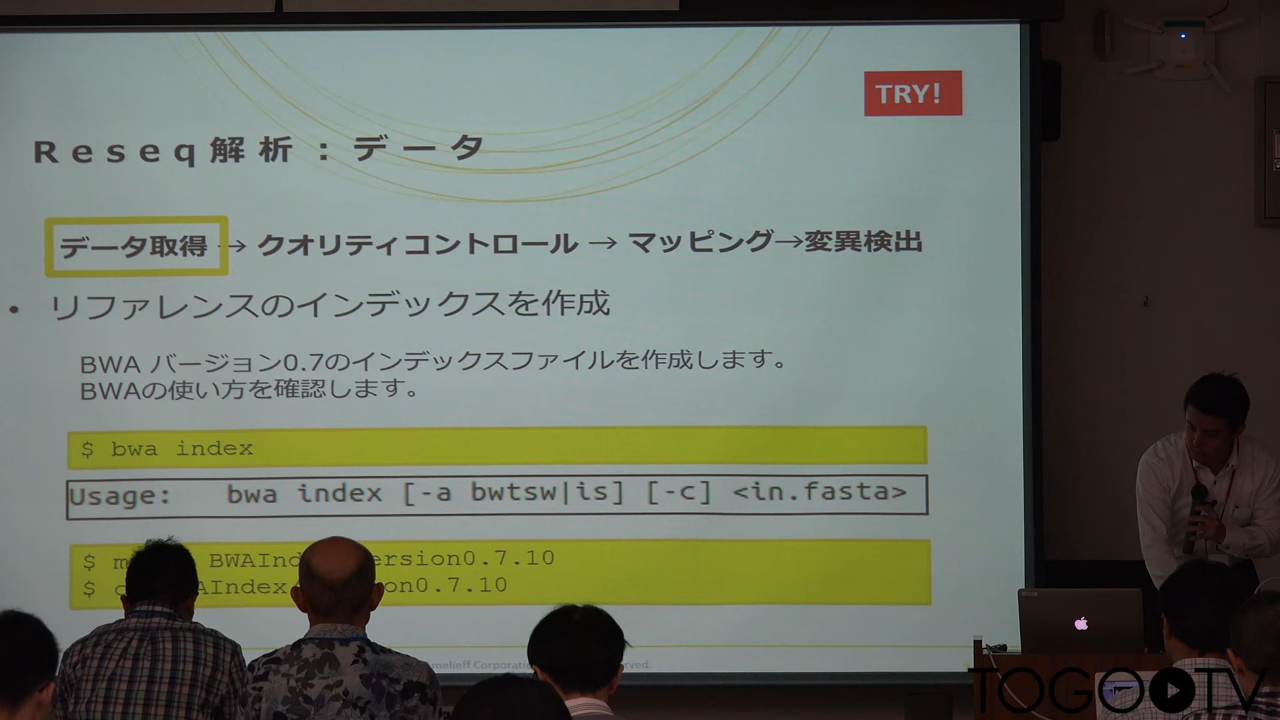 TRY!
Reseq解析：データ
データ取得 → クオリティコントロール → マッピング→変異検出
• リファレンスのインデックスを作成
BWA バージョン0.7のインデックスファイルを作成します。
BWAの使い方を確認します。
$ bwa index
Usage: bwa index [-a bwtsw|is] [-c] <in.fasta>
$ BWAInd ersion0.7.10
$ AIndex on0.7.10
melieff Corporati rved.
TOGOTV